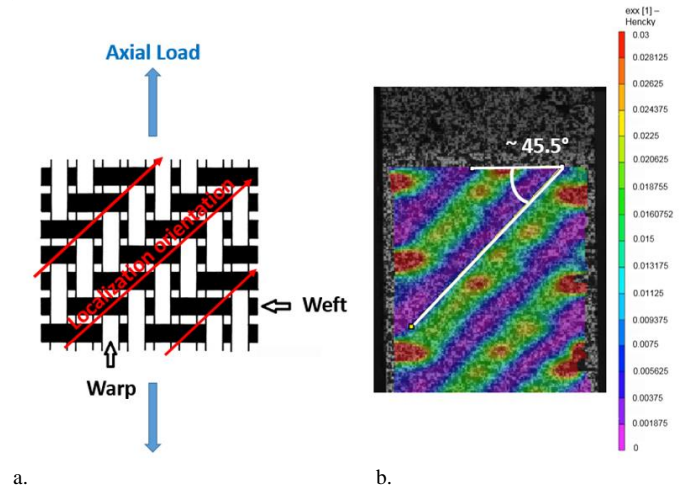 Axial Load
Localization orientation
Weft
Warp
a.
~ 45.5°
exx [1] –
Hencky
0.03
0.028125
0.02625
0.024375
0.0225
0.020625
0.018755
0.0160752
0.015
0.013175
0.01125
0.009375
0.0075
0.005625
0.00375
0.001875
0
b.